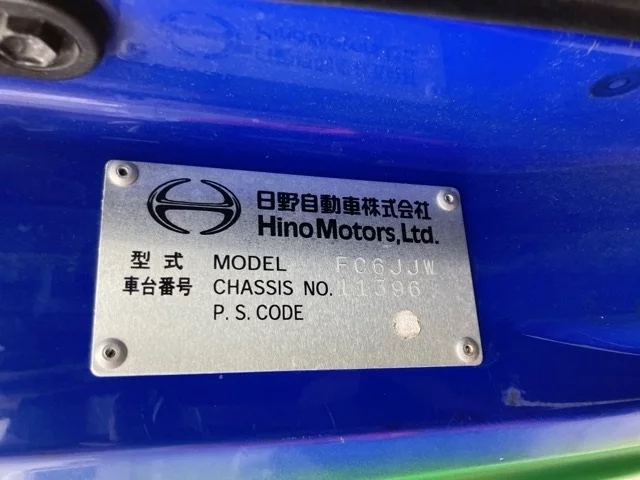 日野自動車株式会社
Hino Motors, Ltd.
型式 MODEL FC6JJW
車台番号 CHASSIS NO. 11396
P. S. CODE